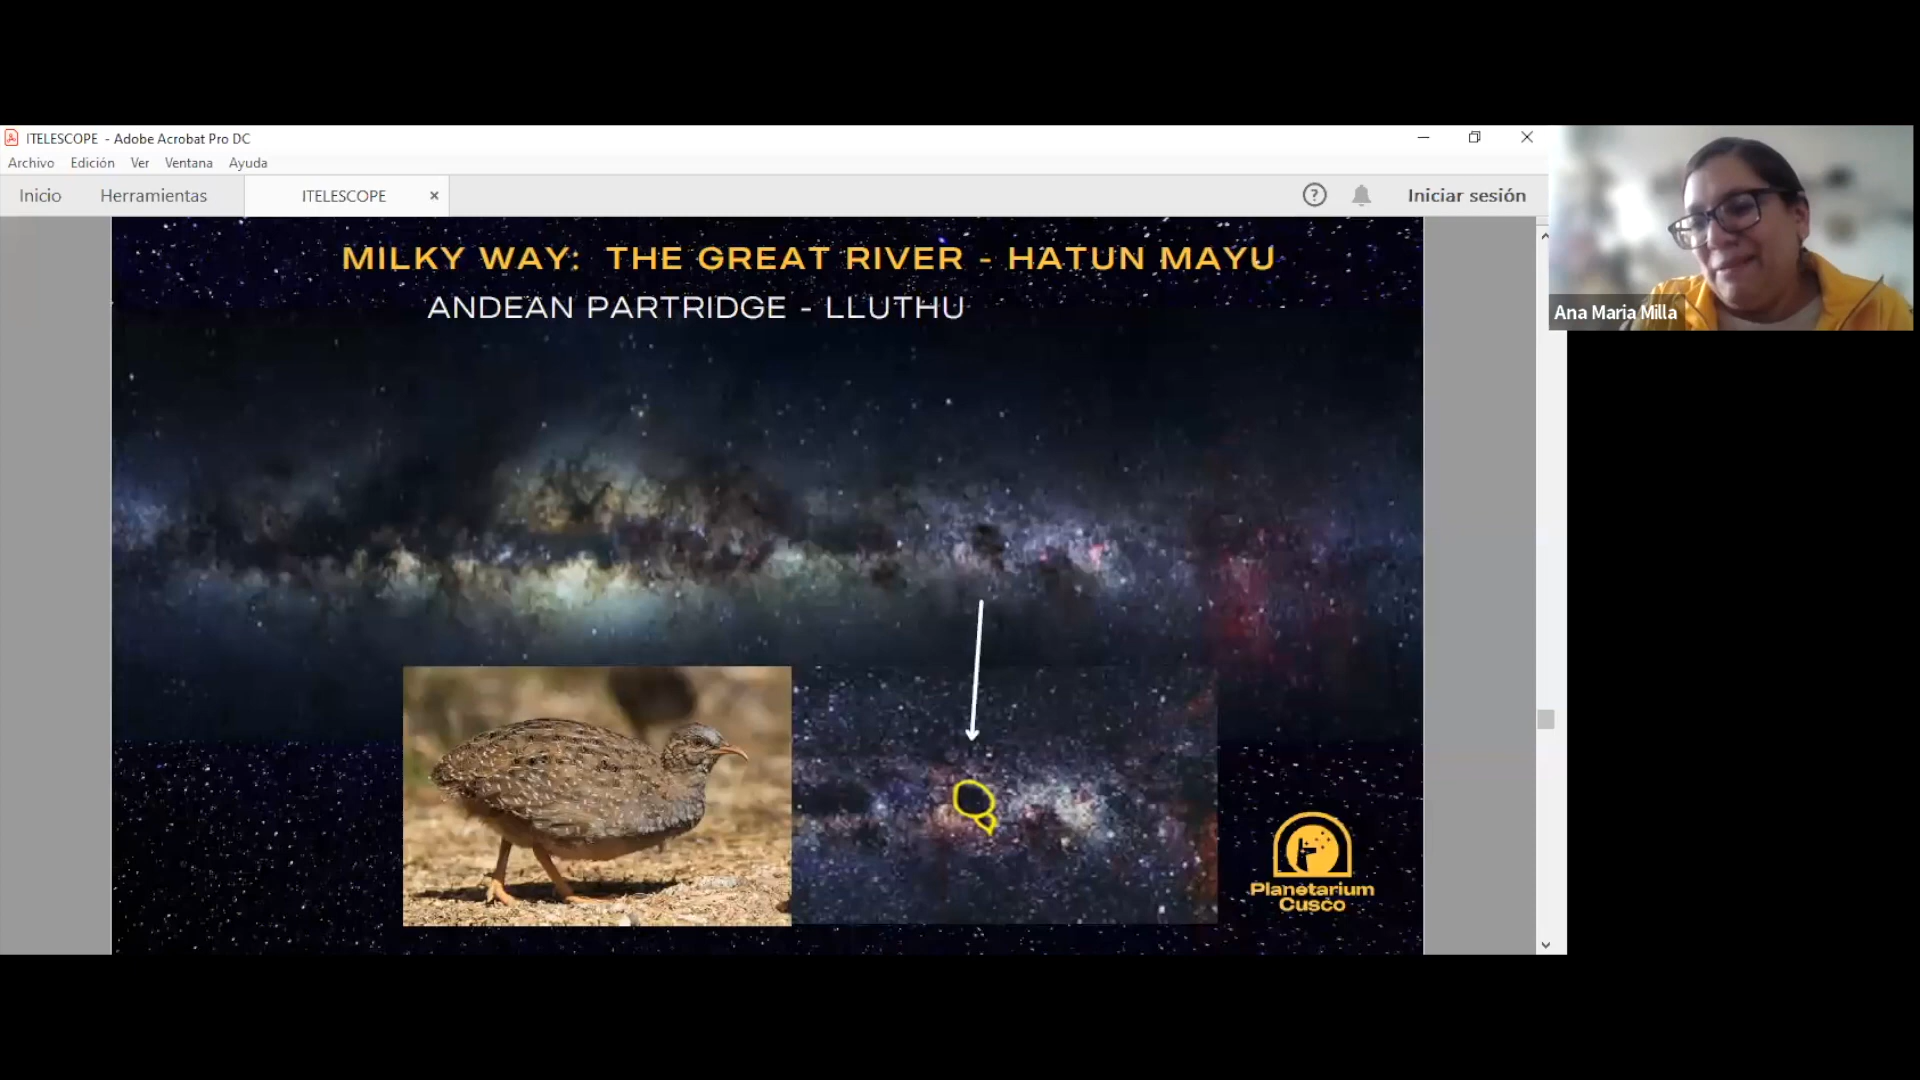 ITELESCOPE - Adobe Acrobat Pro DC
Archivo Edición Ver Ventana Ayuda
Inicio Herramientas ITELESCOPE × ? Iniciar sesión
MILKY WAY: THE GREAT RIVER - HATUN MAYU
ANDEAN PARTRIDGE - LLUTHU
Ana Maria Milla
Planetarium
Cusco